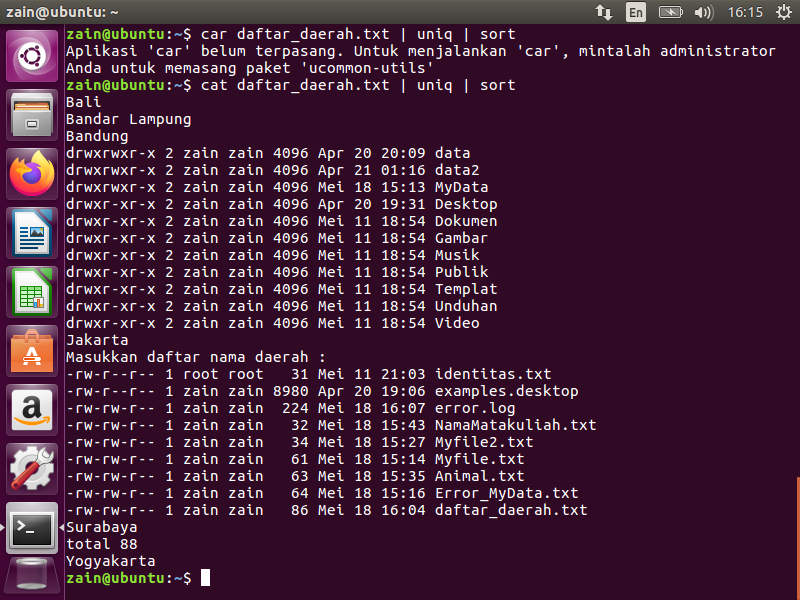 zain@ubuntu: ~
En
16:15
zain@ubuntu:~$ car daftar_daerah.txt | uniq | sort
Aplikasi 'car' belum terpasang. Untuk menjalankan 'car', mintalah administrator
Anda untuk memasang paket 'ucommon-utils'
zain@ubuntu:~$ cat daftar_daerah.txt | uniq | sort
Bali
Bandar Lampung
Bandung
drwxrwxr-x 2 zain zain 4096 Apr 20 20:09 data
drwxrwxr-x 2 zain zain 4096 Apr 21 01:16 data2
drwxrwxr-x 2 zain zain 4096 Mei 18 15:13 MyData
drwxr-xr-x 2 zain zain 4096 Apr 20 19:31 Desktop
drwxr-xr-x 2 zain zain 4096 Mei 11 18:54 Dokumen
drwxr-xr-x 2 zain zain 4096 Mei 11 18:54 Gambar
drwxr-xr-x 2 zain zain 4096 Mei 11 18:54 Musik
drwxr-xr-x 2 zain zain 4096 Mei 11 18:54 Publik
drwxr-xr-x 2 zain zain 4096 Mei 11 18:54 Templat
drwxr-xr-x 2 zain zain 4096 Mei 11 18:54 Unduhan
drwxr-xr-x 2 zain zain 4096 Mei 11 18:54 Video
Jakarta
Masukkan daftar nama daerah :
-rw-r--r-- 1 root root   31 Mei 11 21:03 identitas.txt
-rw-r--r-- 1 zain zain 8980 Apr 20 19:06 examples.desktop
-rw-rw-r-- 1 zain zain  224 Mei 18 16:07 error.log
-rw-rw-r-- 1 zain zain   32 Mei 18 15:43 NamaMatakuliah.txt
-rw-rw-r-- 1 zain zain   34 Mei 18 15:27 Myfile2.txt
-rw-rw-r-- 1 zain zain   61 Mei 18 15:14 Myfile.txt
-rw-rw-r-- 1 zain zain   63 Mei 18 15:35 Animal.txt
-rw-rw-r-- 1 zain zain   64 Mei 18 15:16 Error_MyData.txt
-rw-rw-r-- 1 zain zain   86 Mei 18 16:04 daftar_daerah.txt
Surabaya
total 88
Yogyakarta
zain@ubuntu:~$